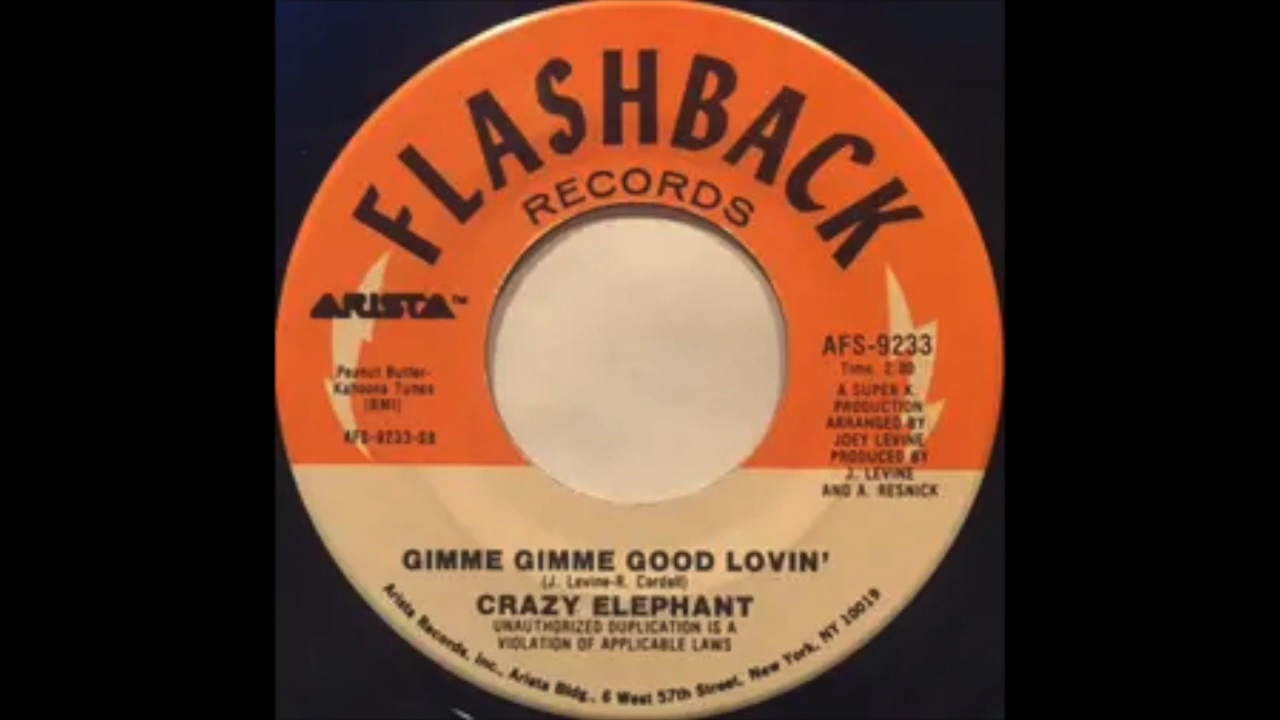 FLASHBACK
RECORDS
ARISTA™
Peanut Butter-
Kahoona Tunes
(BMI)
AFS-9233-SB
AFS-9233
Time: 2:00
A SUPER K.
PRODUCTION
ARRANGED BY
JOEY LEVINE
PRODUCED BY
J. LEVINE
AND A. RESNICK
GIMME GIMME GOOD LOVIN'
(J. Levine-R. Cordell)
CRAZY ELEPHANT
UNAUTHORIZED DUPLICATION IS A
VIOLATION OF APPLICABLE LAWS
Arista Records, Inc., Arista Bldg., 6 West 57th Street, New York, NY 10019